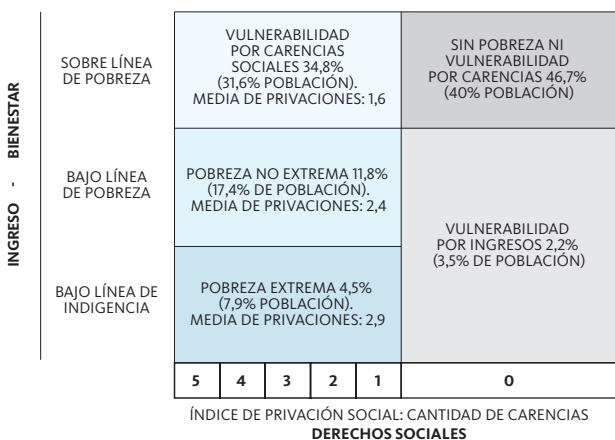 INGRESO - BIENESTAR
SOBRE LÍNEA
DE POBREZA
VULNERABILIDAD
POR CARENCIAS
SOCIALES 34,8%
(31,6% POBLACIÓN).
MEDIA DE PRIVACIONES: 1,6
SIN POBREZA NI
VULNERABILIDAD
POR CARENCIAS 46,7%
(40% POBLACIÓN)
BAJO LÍNEA
DE POBREZA
POBREZA NO EXTREMA 11,8%
(17,4% DE POBLACIÓN).
MEDIA DE PRIVACIONES: 2,4
VULNERABILIDAD
POR INGRESOS 2,2%
(3,5% DE POBLACIÓN)
BAJO LÍNEA DE
INDIGENCIA
POBREZA EXTREMA 4,5%
(7,9% POBLACIÓN).
MEDIA DE PRIVACIONES: 2,9
5 4 3 2 1 0
ÍNDICE DE PRIVACIÓN SOCIAL: CANTIDAD DE CARENCIAS
DERECHOS SOCIALES